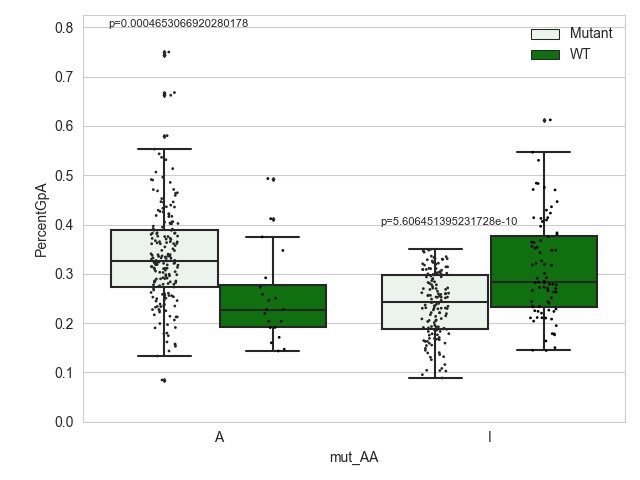 p=0.0004653066920280178
Mutant
WT
0.8
0.7
0.6
0.5
0.4
0.3
0.2
0.1
0.0
PercentGpA
p=5.606451395231728e-10
A
I
mut_AA